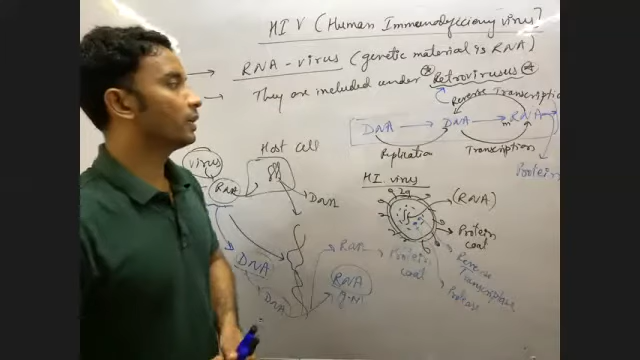 HIV (Human Immunodeficiency virus)
RNA-virus (genetic material is RNA)
They are included under * Retroviruses *
Reverse Transcription
DNA → DNA → mRNA
Replication
Transcription
Protein
virus
Host cell
RNA
DNA
HI. virus
(RNA)
Protein coat
Reverse Transcriptase
Protease
DNA
DNA
RNA
Protein coat
RNA